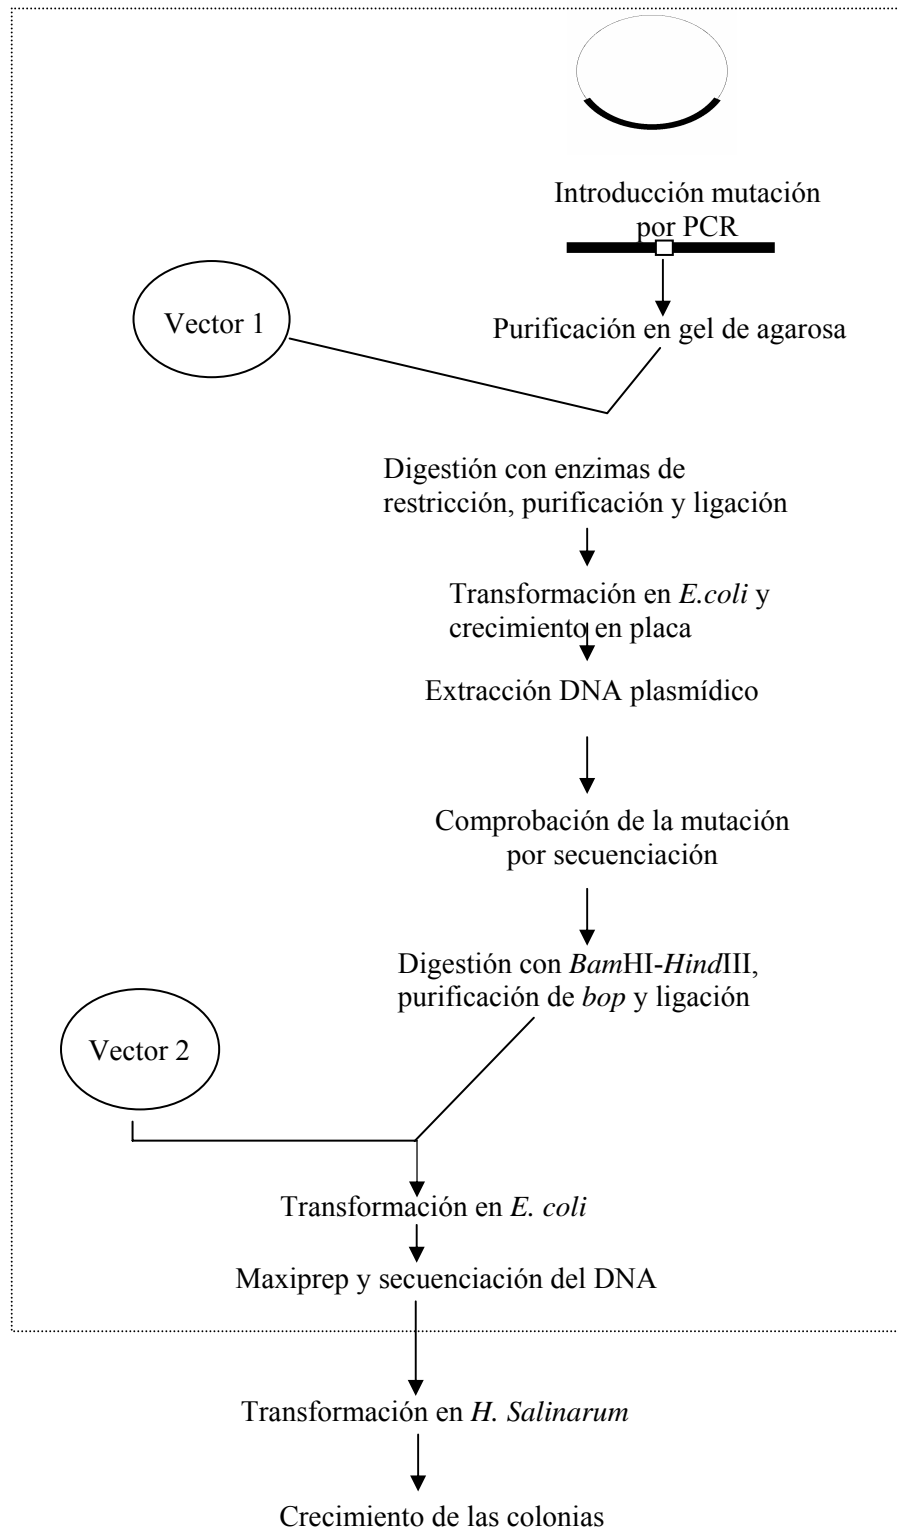 Introducción mutación
por PCR
Vector 1
Purificación en gel de agarosa
Digestión con enzimas de
restricción, purificación y ligación
Transformación en E.coli y
crecimiento en placa
Extracción DNA plasmídico
Comprobación de la mutación
por secuenciación
Digestión con BamHI-HindIII,
purificación de bop y ligación
Vector 2
Transformación en E. coli
Maxiprep y secuenciación del DNA
Transformación en H. Salinarum
Crecimiento de las colonias